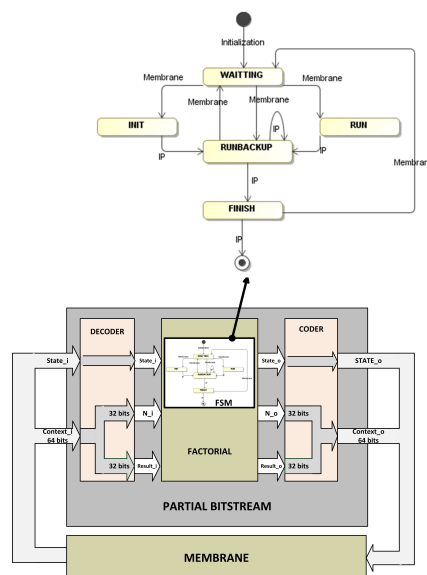 Initialization
WAITTING
Membrane
Membrane
Membrane
Membrane
IP
INIT
RUN
RUNBACKUP
IP
IP
Membrar
IP
FINISH
IP
DECODER
CODER
State_i
State_i
State_o
STATE_o
FSM
32 bits
N_i
N_o
32 bits
Context_i
64 bits
Context_o
64 bits
FACTORIAL
32 bits
Result_i
Result_o
32 bits
PARTIAL BITSTREAM
MEMBRANE